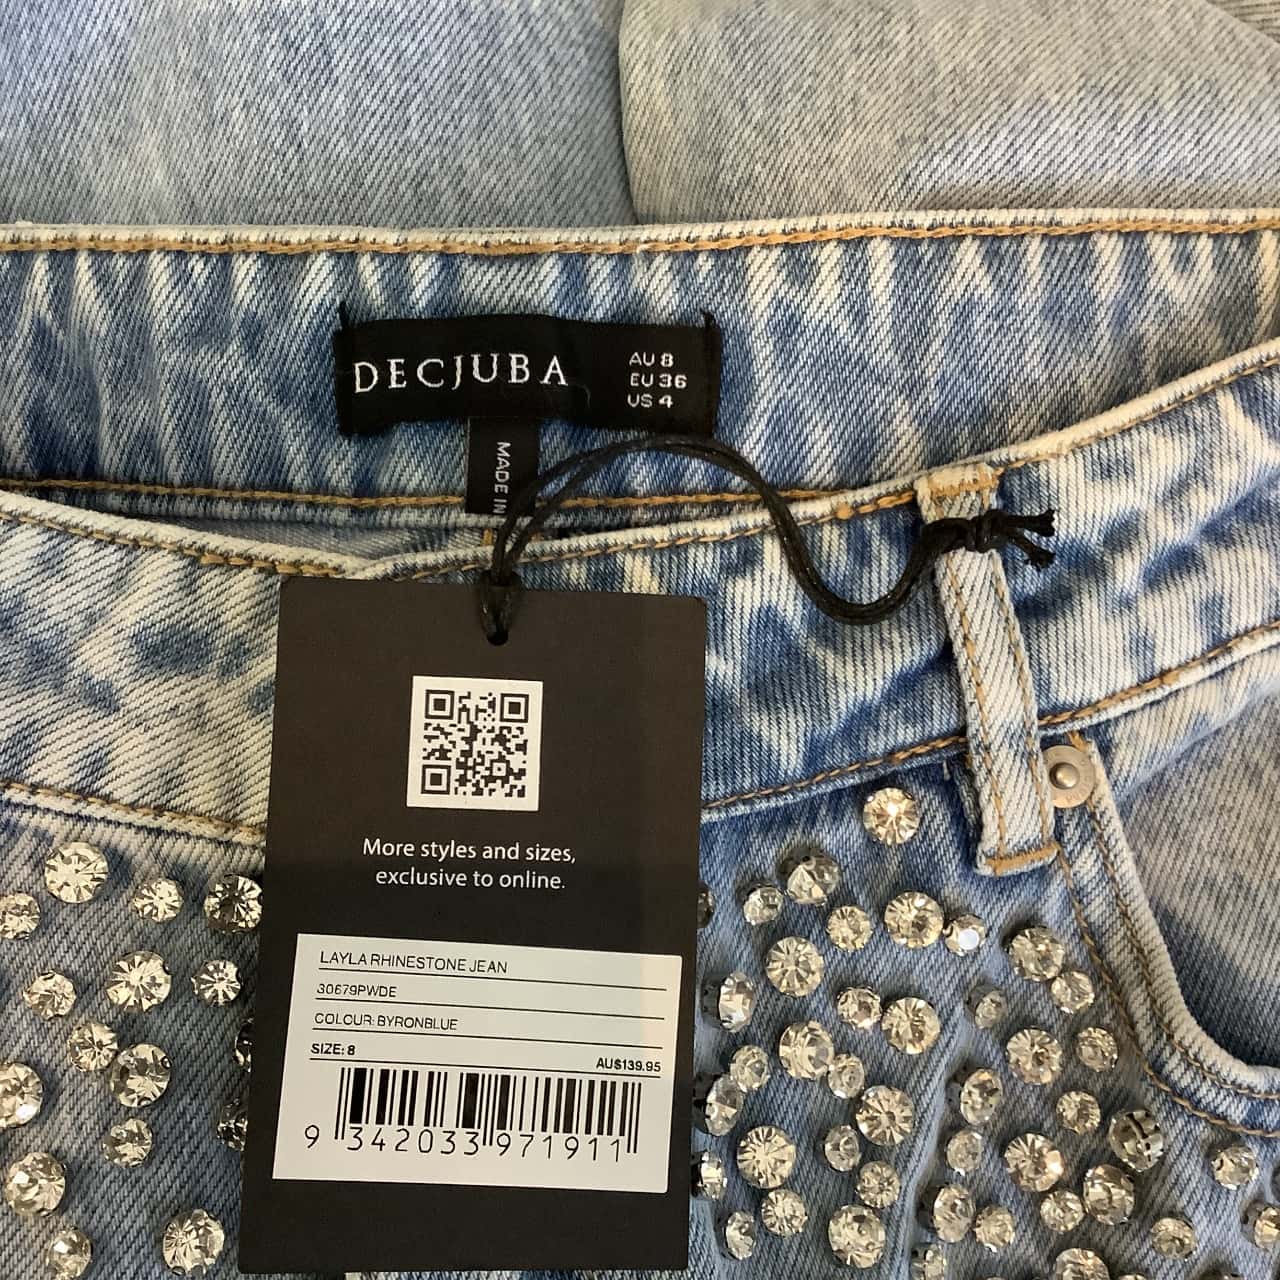 DECJUBA
AU 8
EU 36
US 4
MADE IN
More styles and sizes,
exclusive to online.
LAYLA RHINESTONE JEAN
30679PWDE
COLOUR: BYRONBLUE
SIZE: 8
AU$139.95
9 342033 971911